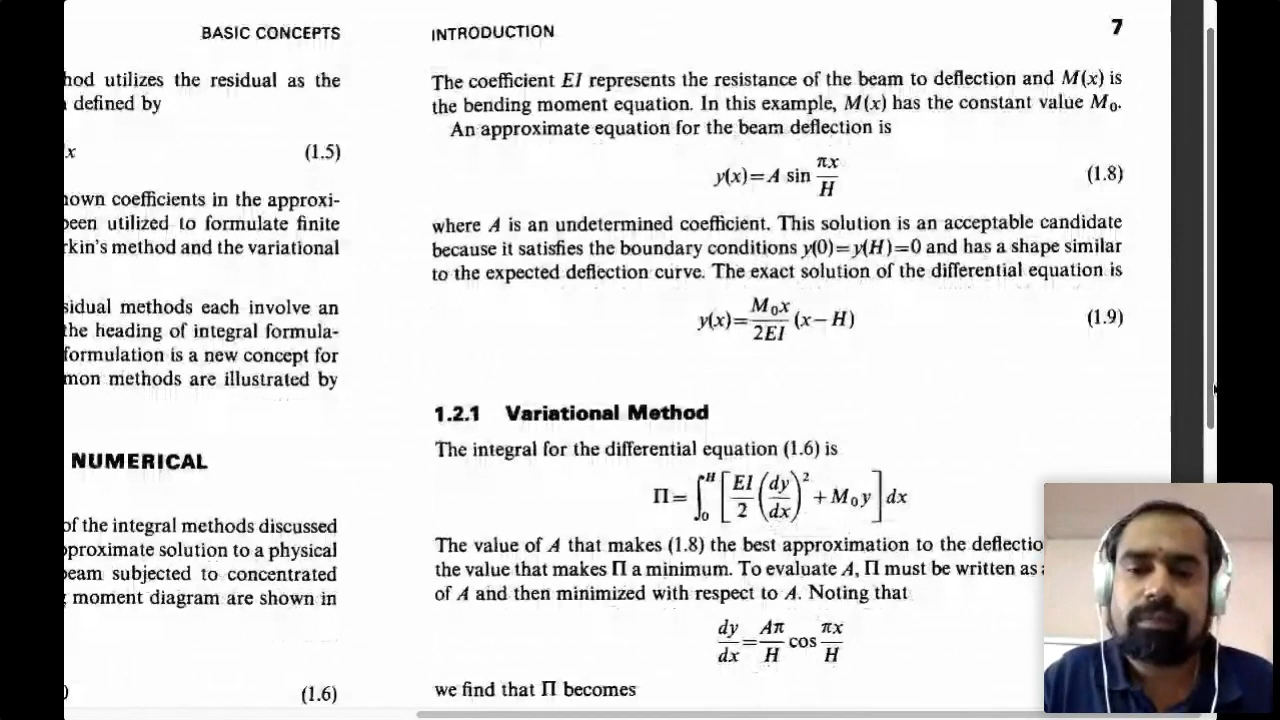 BASIC CONCEPTS
hod utilizes the residual as the
defined by
x (1.5)
own coefficients in the approxi-
been utilized to formulate finite
rkin's method and the variational
sidual methods each involve an
the heading of integral formula-
formulation is a new concept for
mon methods are illustrated by
NUMERICAL
of the integral methods discussed
proximate solution to a physical
beam subjected to concentrated
moment diagram are shown in
(1.6)
INTRODUCTION 7
The coefficient EI represents the resistance of the beam to deflection and M(x) is
the bending moment equation. In this example, M(x) has the constant value M₀.
An approximate equation for the beam deflection is
y(x)=A sin πx/H (1.8)
where A is an undetermined coefficient. This solution is an acceptable candidate
because it satisfies the boundary conditions y(0)=y(H)=0 and has a shape similar
to the expected deflection curve. The exact solution of the differential equation is
y(x)=M₀x/2EI (x−H) (1.9)
1.2.1 Variational Method
The integral for the differential equation (1.6) is
Π=∫₀ᴴ[EI/2 (dy/dx)²+M₀y]dx
The value of A that makes (1.8) the best approximation to the deflectio
the value that makes Π a minimum. To evaluate A, Π must be written as
of A and then minimized with respect to A. Noting that
dy/dx=Aπ/H cos πx/H
we find that Π becomes